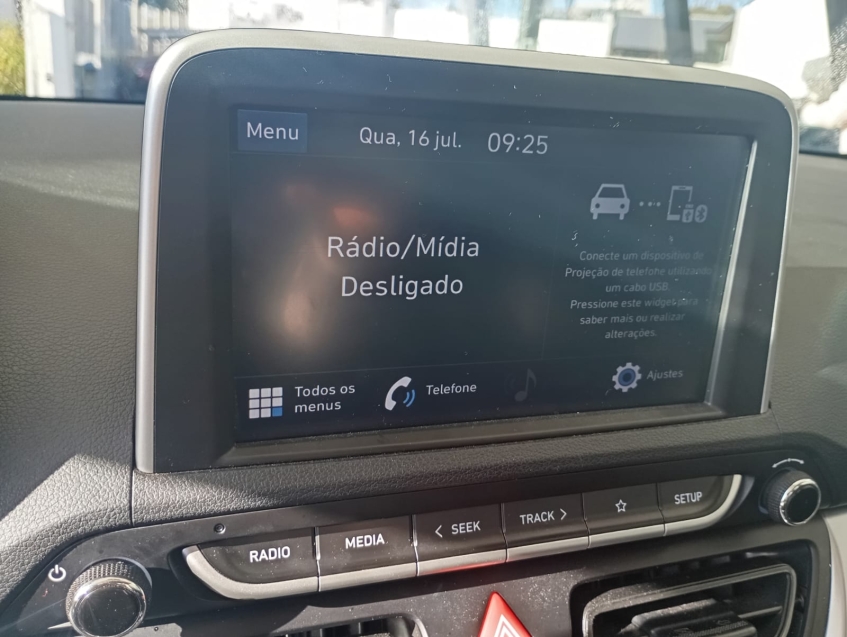 Menu
Qua, 16 jul. 09:25
Rádio/Mídia
Desligado
Conecte um dispositivo de
Projeção de telefone utilizando
um cabo USB.
Pressione este widget para
saber mais ou realizar
alterações.
Todos os
menus
Telefone
Ajustes
RADIO
MEDIA
< SEEK
TRACK >
SETUP